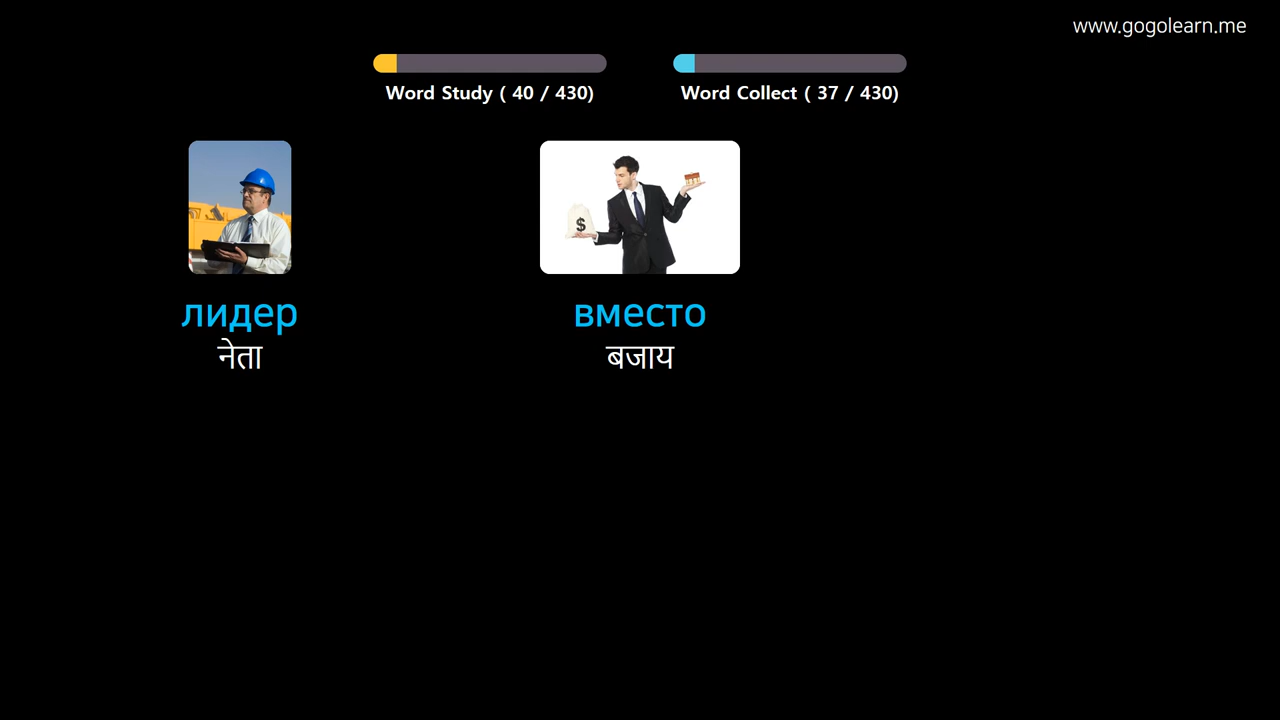 www.gogolearn.me
Word Study ( 40 / 430)
Word Collect ( 37 / 430)
$
лидер
नेता
вместо
बजाय